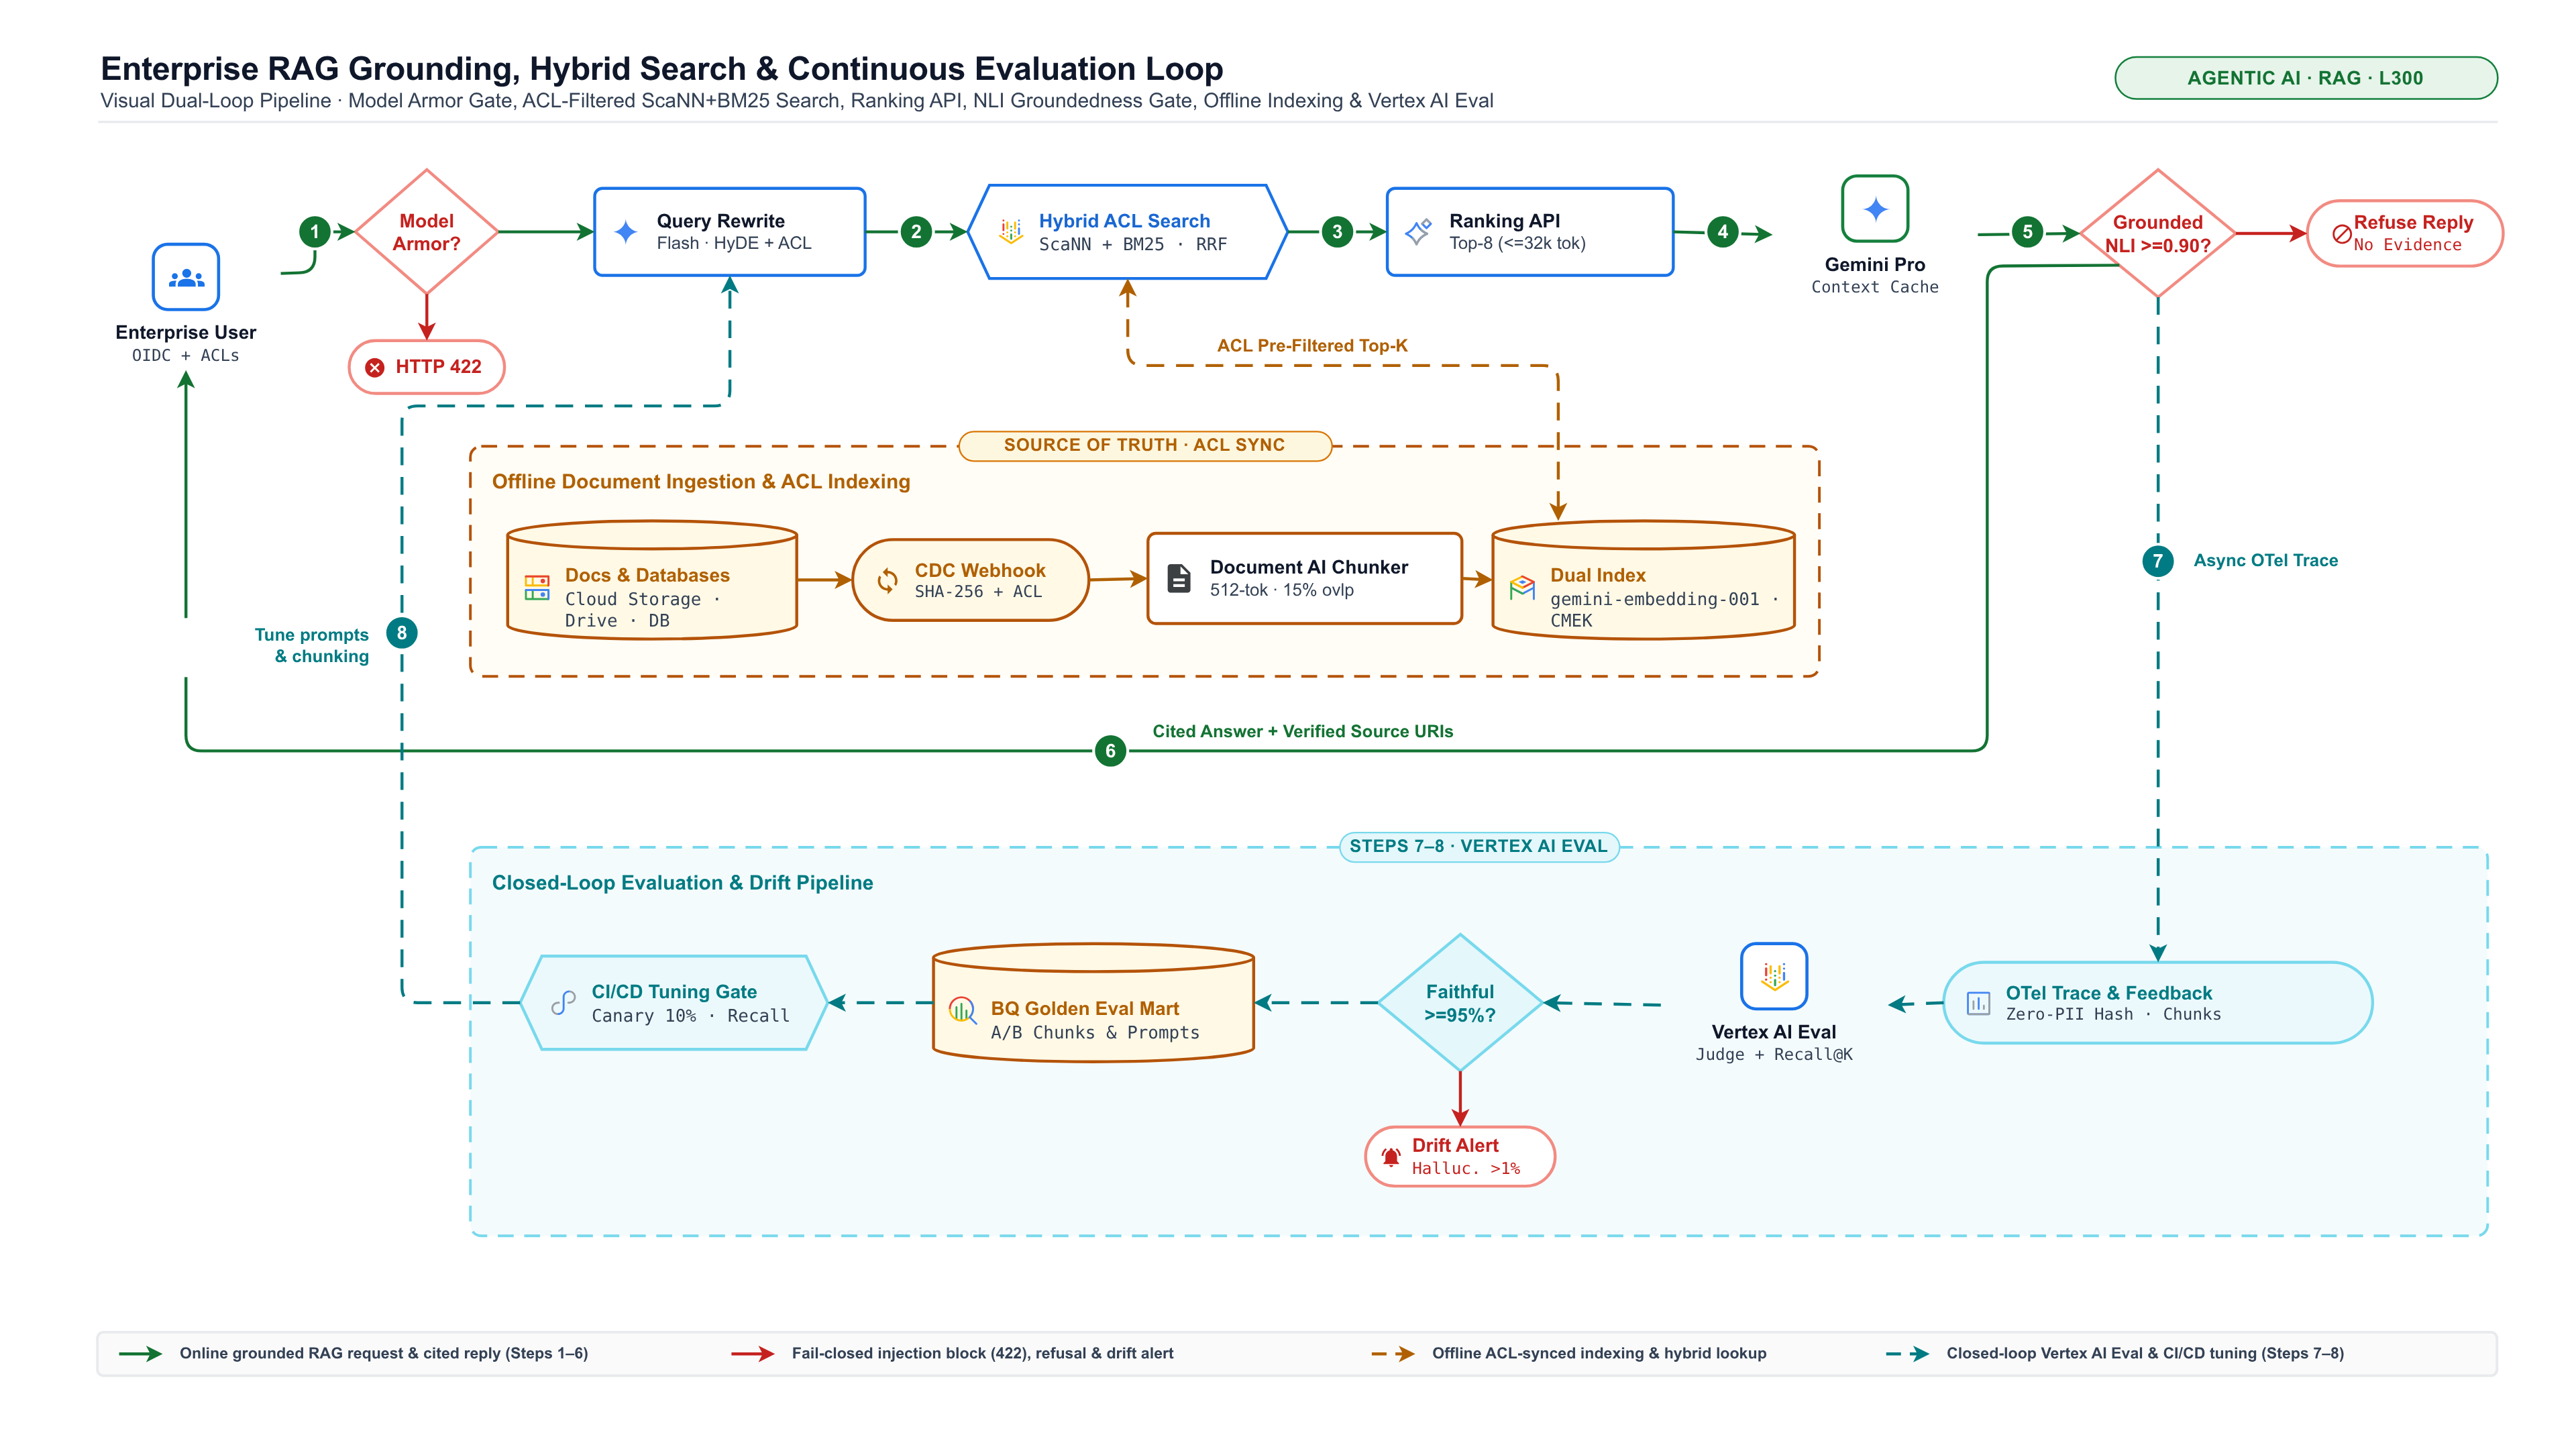 Enterprise RAG Grounding, Hybrid Search & Continuous Evaluation Loop
Visual Dual-Loop Pipeline · Model Armor Gate, ACL-Filtered ScaNN+BM25 Search, Ranking API, NLI Groundedness Gate, Offline Indexing & Vertex AI Eval
AGENTIC AI · RAG · L300
Enterprise User
OIDC + ACLs
1
Model
Armor?
HTTP 422
Query Rewrite
Flash · HyDE + ACL
2
Hybrid ACL Search
ScaNN + BM25 · RRF
3
Ranking API
Top-8 (<=32k tok)
4
Gemini Pro
Context Cache
5
Grounded
NLI >=0.90?
Refuse Reply
No Evidence
ACL Pre-Filtered Top-K
SOURCE OF TRUTH · ACL SYNC
Offline Document Ingestion & ACL Indexing
Docs & Databases
Cloud Storage ·
Drive · DB
CDC Webhook
SHA-256 + ACL
Document AI Chunker
512-tok · 15% ovlp
Dual Index
gemini-embedding-001 ·
CMEK
7
Async OTel Trace
Tune prompts
& chunking
8
Cited Answer + Verified Source URIs
6
STEPS 7–8 · VERTEX AI EVAL
Closed-Loop Evaluation & Drift Pipeline
CI/CD Tuning Gate
Canary 10% · Recall
BQ Golden Eval Mart
A/B Chunks & Prompts
Faithful
>=95%?
Vertex AI Eval
Judge + Recall@K
OTel Trace & Feedback
Zero-PII Hash · Chunks
Drift Alert
Halluc. >1%
Online grounded RAG request & cited reply (Steps 1–6)
Fail-closed injection block (422), refusal & drift alert
Offline ACL-synced indexing & hybrid lookup
Closed-loop Vertex AI Eval & CI/CD tuning (Steps 7–8)